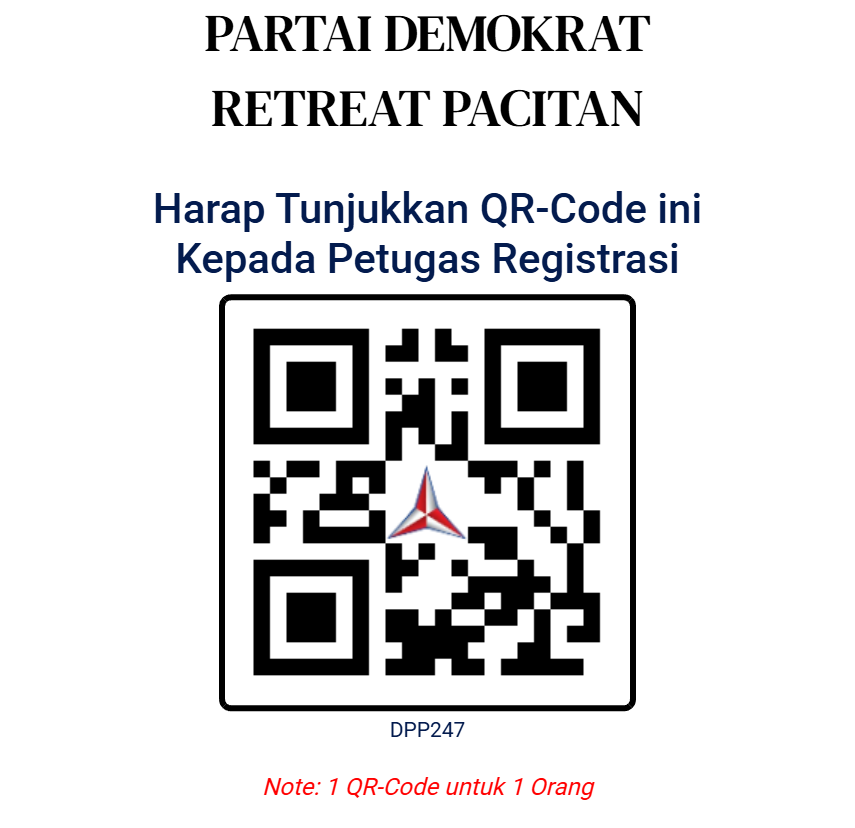 PARTAI DEMOKRAT
RETREAT PACITAN
Harap Tunjukkan QR-Code ini
Kepada Petugas Registrasi
DPP247
Note: 1 QR-Code untuk 1 Orang